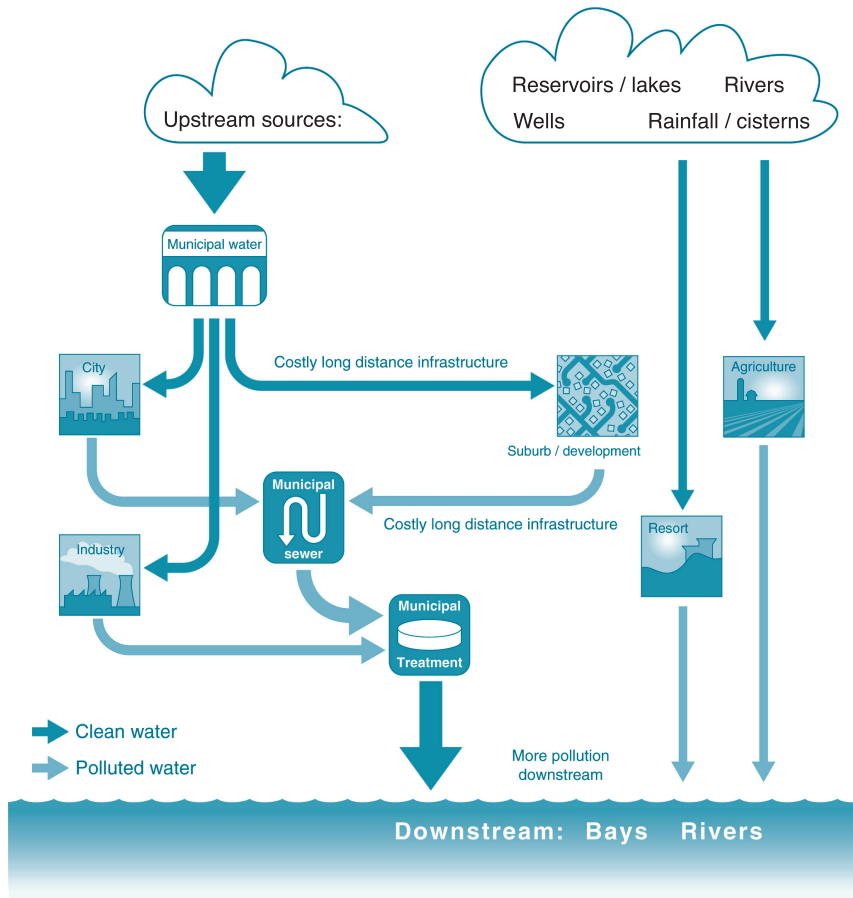 Upstream sources:
Reservoirs / lakes Rivers
Wells Rainfall / cisterns
Municipal water
City
Costly long distance infrastructure
Agriculture
Suburb / development
Municipal
sewer
Costly long distance infrastructure
Resort
Industry
Municipal
Treatment
Clean water
Polluted water
More pollution
downstream
Downstream: Bays Rivers